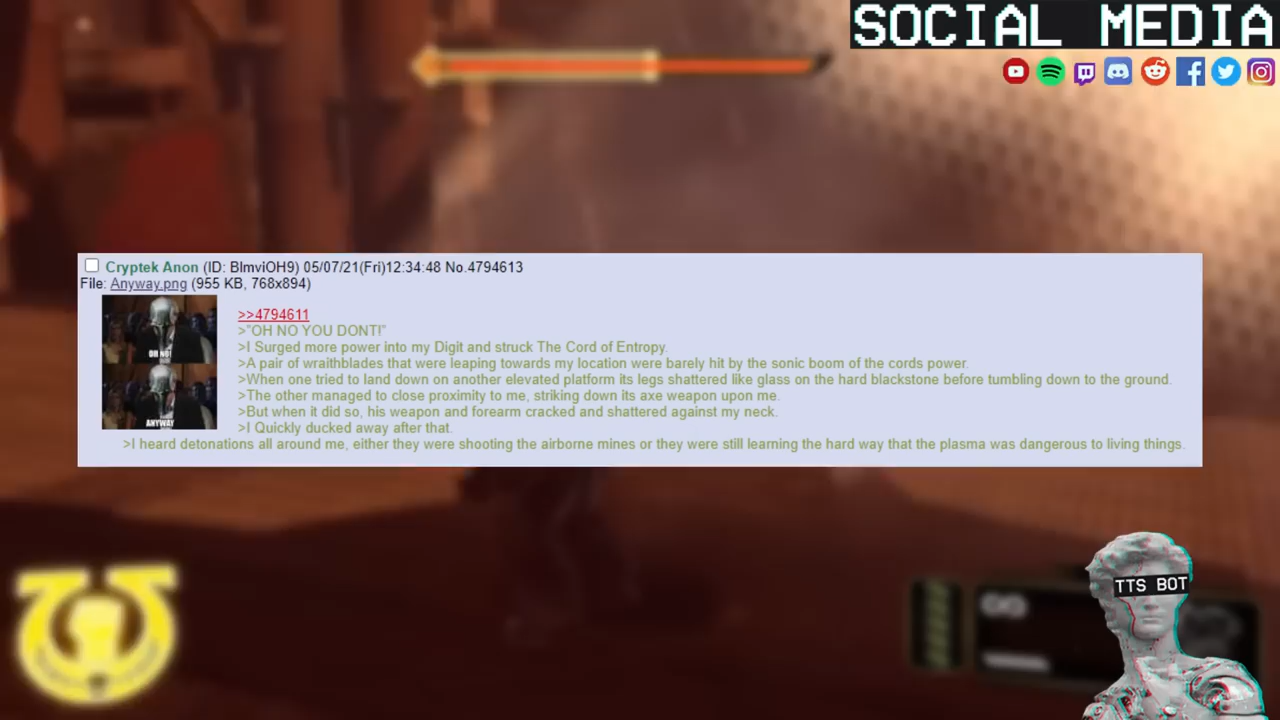 SOCIAL MEDIA
Cryptek Anon (ID: BlmviOH9) 05/07/21(Fri)12:34:48 No.4794613
File: Anyway.png (955 KB, 768x894)
OH NO!
ANYWAY
>>4794611
>"OH NO YOU DONT!"
>I Surged more power into my Digit and struck The Cord of Entropy.
>A pair of wraithblades that were leaping towards my location were barely hit by the sonic boom of the cords power.
>When one tried to land down on another elevated platform its legs shattered like glass on the hard blackstone before tumbling down to the ground.
>The other managed to close proximity to me, striking down its axe weapon upon me.
>But when it did so, his weapon and forearm cracked and shattered against my neck.
>I Quickly ducked away after that.
>I heard detonations all around me, either they were shooting the airborne mines or they were still learning the hard way that the plasma was dangerous to living things.
TTS BOT